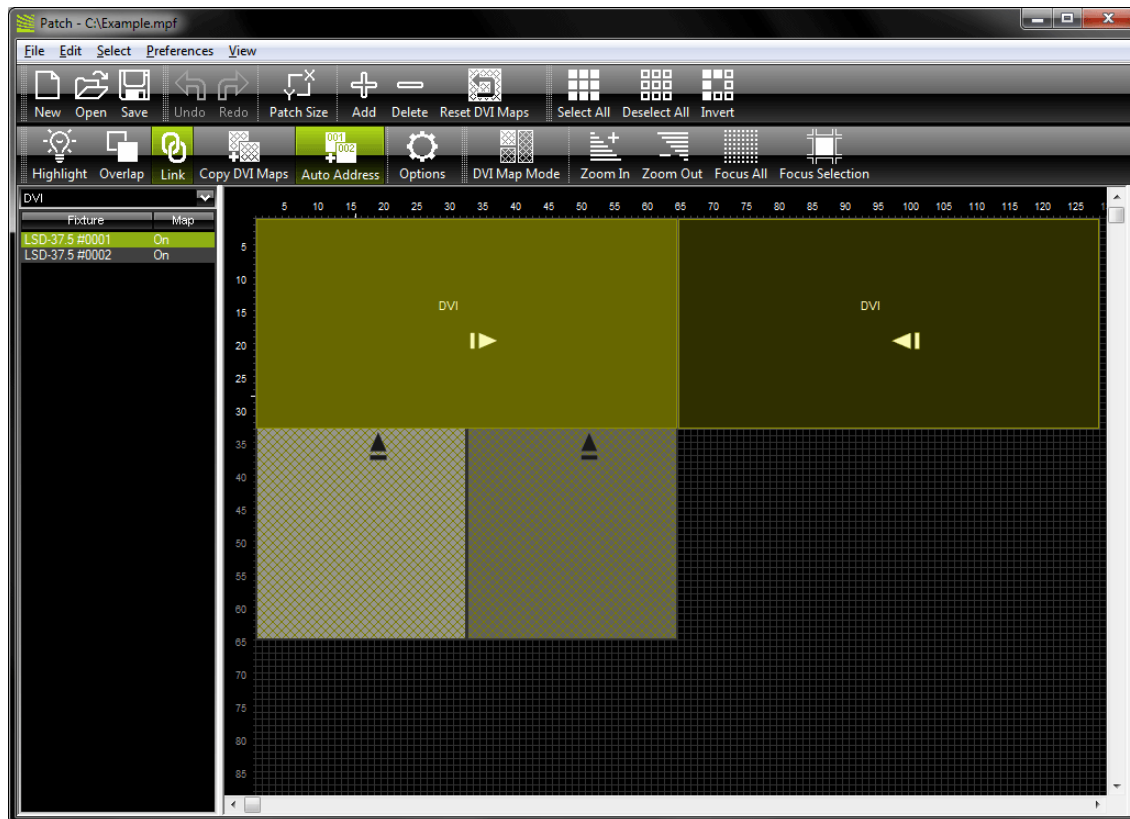 Patch - C:\Example.mpf
File Edit Select Preferences View
New Open Save Undo Redo Patch Size Add Delete Reset DVI Maps Select All Deselect All Invert
001
002
Highlight Overlap Link Copy DVI Maps Auto Address Options DVI Map Mode Zoom In Zoom Out Focus All Focus Selection
DVI
Fixture Map
LSD-37.5 #0001 On
LSD-37.5 #0002 On
5 10 15 20 25 30 35 40 45 50 55 60 65 70 75 80 85 90 95 100 105 110 115 120 125
5
10
15
20
25
30
35
40
45
50
55
60
65
70
75
80
85
DVI
DVI